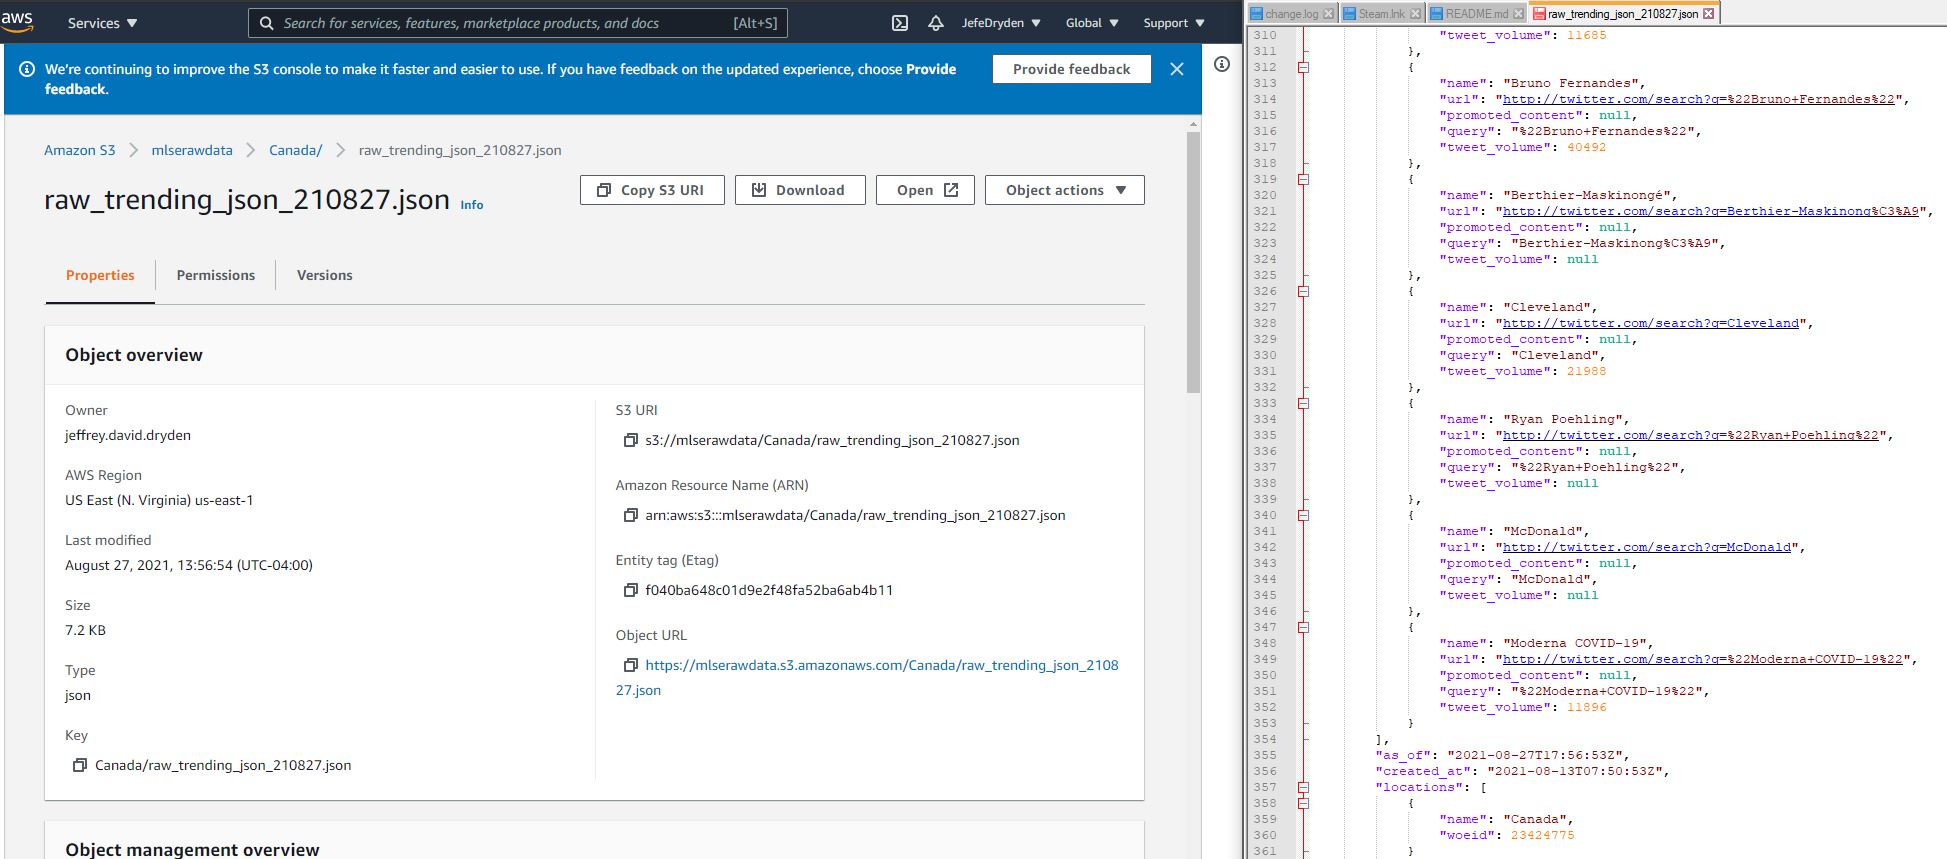 aws
Services
Search for services, features, marketplace products, and docs [Alt+S]
JefeDryden
Global
Support
We're continuing to improve the S3 console to make it faster and easier to use. If you have feedback on the updated experience, choose Provide
feedback.
Provide feedback
Amazon S3 > mlserawdata > Canada/ > raw_trending_json_210827.json
raw_trending_json_210827.json Info
Copy S3 URI
Download
Open
Object actions
Properties
Permissions
Versions
Object overview
Owner
jeffrey.david.dryden
AWS Region
US East (N. Virginia) us-east-1
Last modified
August 27, 2021, 13:56:54 (UTC-04:00)
Size
7.2 KB
Type
json
Key
Canada/raw_trending_json_210827.json
S3 URI
s3://mlserawdata/Canada/raw_trending_json_210827.json
Amazon Resource Name (ARN)
arn:aws:s3:::mlserawdata/Canada/raw_trending_json_210827.json
Entity tag (Etag)
f040ba648c01d9e2f48fa52ba6ab4b11
Object URL
https://mlserawdata.s3.amazonaws.com/Canada/raw_trending_json_2108
27.json
Object management overview
change.log
Steam.lnk
README.md
raw_trending_json_210827.json
310 "tweet_volume": 11685
311 },
312 {
313 "name": "Bruno Fernandes",
314 "url": "http://twitter.com/search?q=%22Bruno+Fernandes%22",
315 "promoted_content": null,
316 "query": "%22Bruno+Fernandes%22",
317 "tweet_volume": 40492
318 },
319 {
320 "name": "Berthier-Maskinongé",
321 "url": "http://twitter.com/search?q=Berthier-Maskinong%C3%A9",
322 "promoted_content": null,
323 "query": "Berthier-Maskinong%C3%A9",
324 "tweet_volume": null
325 },
326 {
327 "name": "Cleveland",
328 "url": "http://twitter.com/search?q=Cleveland",
329 "promoted_content": null,
330 "query": "Cleveland",
331 "tweet_volume": 21988
332 },
333 {
334 "name": "Ryan Poehling",
335 "url": "http://twitter.com/search?q=%22Ryan+Poehling%22",
336 "promoted_content": null,
337 "query": "%22Ryan+Poehling%22",
338 "tweet_volume": null
339 },
340 {
341 "name": "McDonald",
342 "url": "http://twitter.com/search?q=McDonald",
343 "promoted_content": null,
344 "query": "McDonald",
345 "tweet_volume": null
346 },
347 {
348 "name": "Moderna COVID-19",
349 "url": "http://twitter.com/search?q=%22Moderna+COVID-19%22",
350 "promoted_content": null,
351 "query": "%22Moderna+COVID-19%22",
352 "tweet_volume": 11896
353 }
354 ],
355 "as_of": "2021-08-27T17:56:53Z",
356 "created_at": "2021-08-13T07:50:53Z",
357 "locations": [
358 {
359 "name": "Canada",
360 "woeid": 23424775
361 }